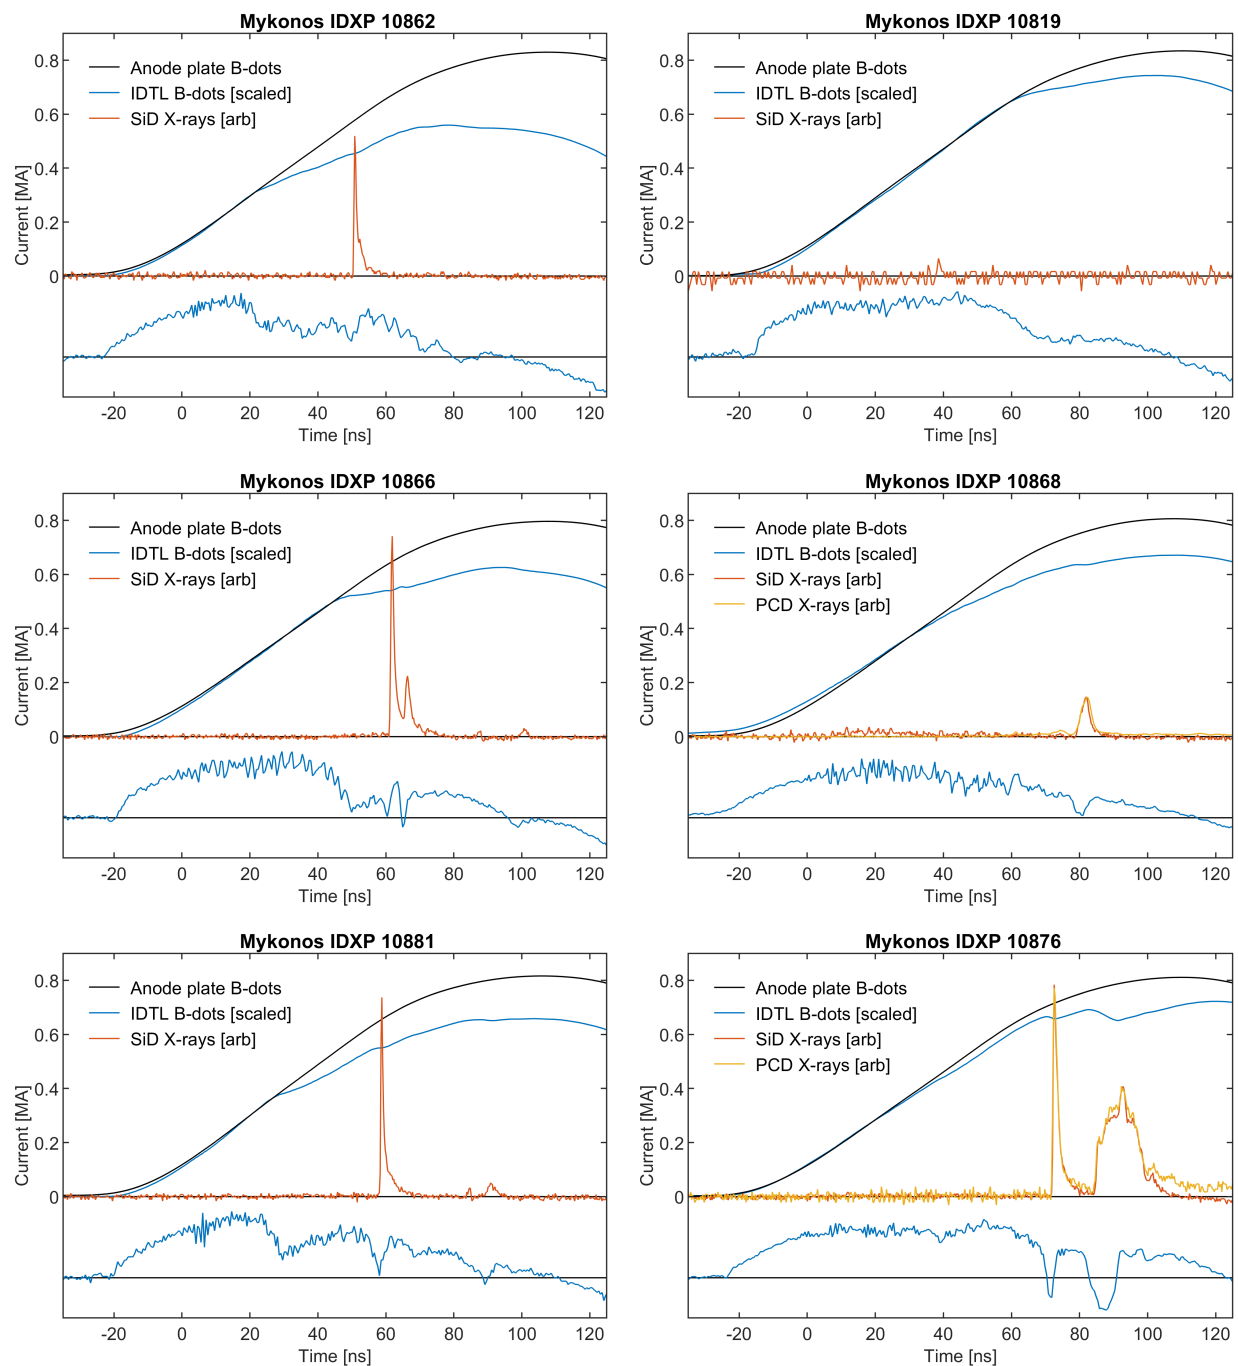 Mykonos IDXP 10862
Anode plate B-dots
IDTL B-dots [scaled]
SiD X-rays [arb]
Current [MA]
0.8
0.6
0.4
0.2
0
-20 0 20 40 60 80 100 120
Time [ns]
Mykonos IDXP 10819
Anode plate B-dots
IDTL B-dots [scaled]
SiD X-rays [arb]
Current [MA]
0.8
0.6
0.4
0.2
0
-20 0 20 40 60 80 100 120
Time [ns]
Mykonos IDXP 10866
Anode plate B-dots
IDTL B-dots [scaled]
SiD X-rays [arb]
Current [MA]
0.8
0.6
0.4
0.2
0
-20 0 20 40 60 80 100 120
Time [ns]
Mykonos IDXP 10868
Anode plate B-dots
IDTL B-dots [scaled]
SiD X-rays [arb]
PCD X-rays [arb]
Current [MA]
0.8
0.6
0.4
0.2
0
-20 0 20 40 60 80 100 120
Time [ns]
Mykonos IDXP 10881
Anode plate B-dots
IDTL B-dots [scaled]
SiD X-rays [arb]
Current [MA]
0.8
0.6
0.4
0.2
0
-20 0 20 40 60 80 100 120
Time [ns]
Mykonos IDXP 10876
Anode plate B-dots
IDTL B-dots [scaled]
SiD X-rays [arb]
PCD X-rays [arb]
Current [MA]
0.8
0.6
0.4
0.2
0
-20 0 20 40 60 80 100 120
Time [ns]